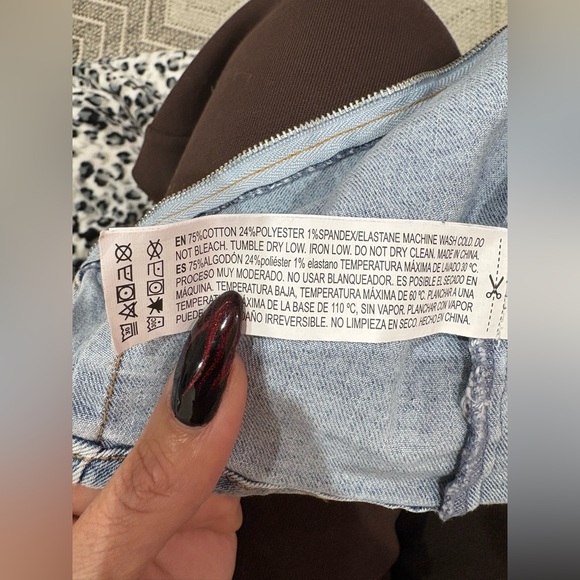 EN 75%COTTON 24%POLYESTER 1%SPANDEX/ELASTANE MACHINE WASH COLD. DO
NOT BLEACH. TUMBLE DRY LOW. IRON LOW. DO NOT DRY CLEAN. MADE IN CHINA.
ES 75%ALGODÓN 24%poliéster 1% elastano TEMPERATURA MÁXIMA DE LAVADO 30 ºC.
PROCESO MUY MODERADO. NO USAR BLANQUEADOR. ES POSIBLE EL SECADO EN
MÁQUINA. TEMPERATURA BAJA, TEMPERATURA MÁXIMA DE 60 ºC. PLANCHAR A UNA
TEMPERAT MÁXIMA DE LA BASE DE 110 ºC, SIN VAPOR. PLANCHAR CON VAPOR
PUEDE DAÑO IRREVERSIBLE. NO LIMPIEZA EN SECO. HECHO EN CHINA.